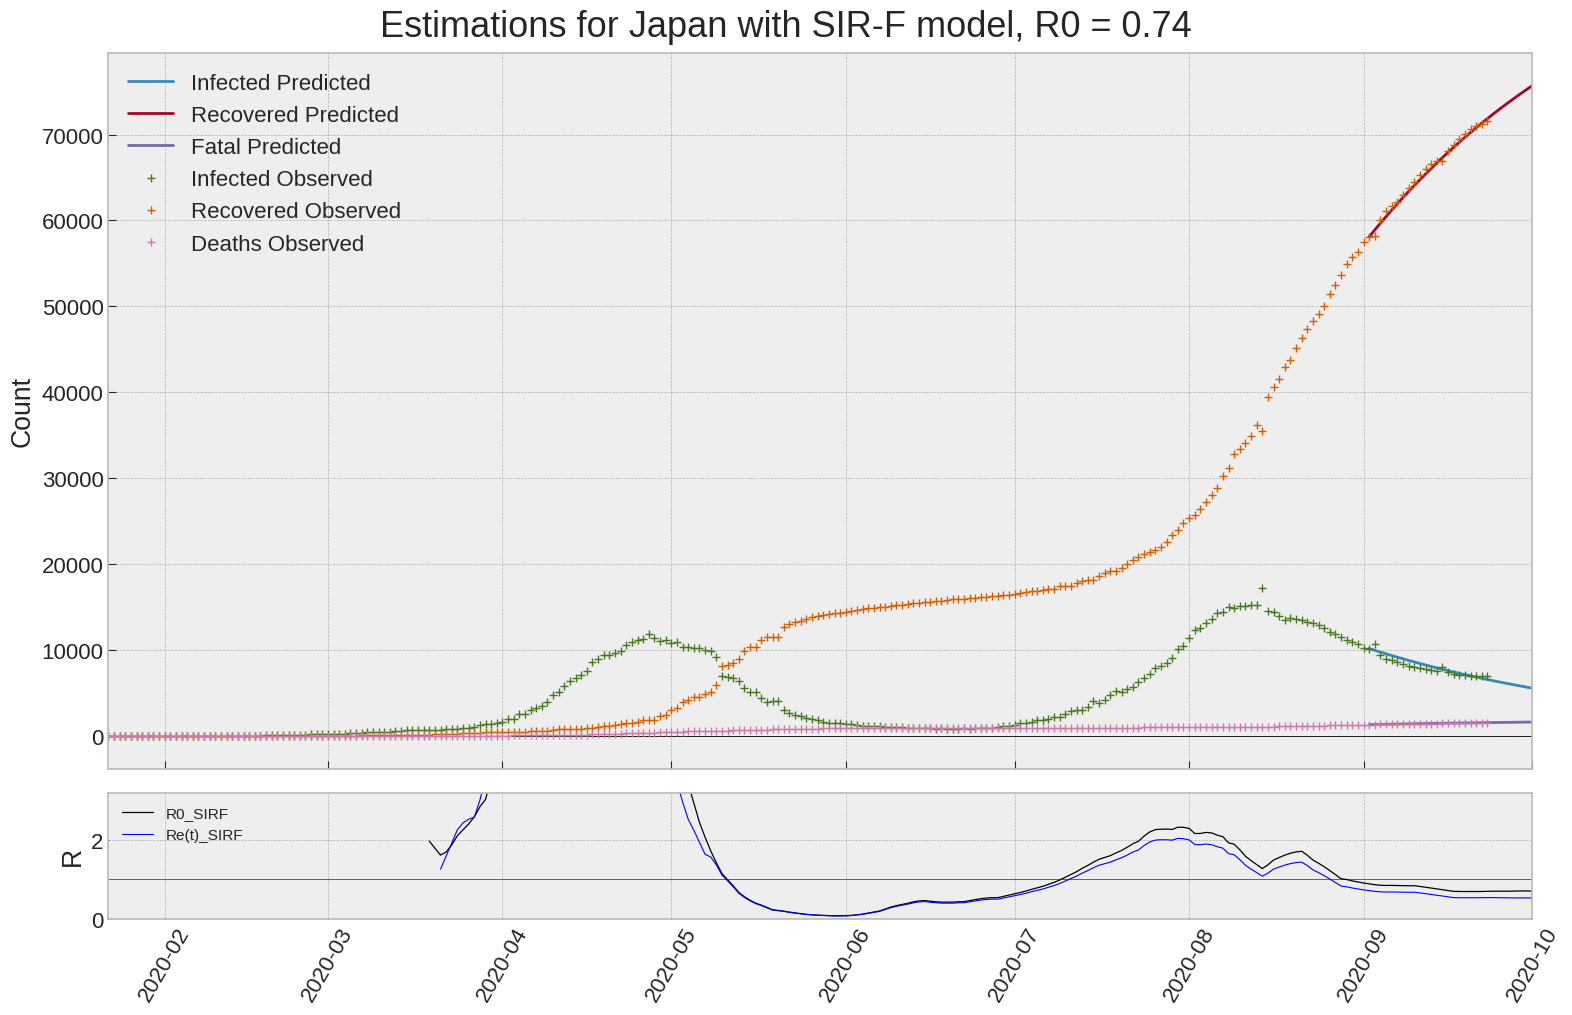 Estimations for Japan with SIR-F model, R0 = 0.74
Infected Predicted
Recovered Predicted
Fatal Predicted
Infected Observed
Recovered Observed
Deaths Observed
Count
70000
60000
50000
40000
30000
20000
10000
0
R0_SIRF
Re(t)_SIRF
R
2
0
2020-02
2020-03
2020-04
2020-05
2020-06
2020-07
2020-08
2020-09
2020-10